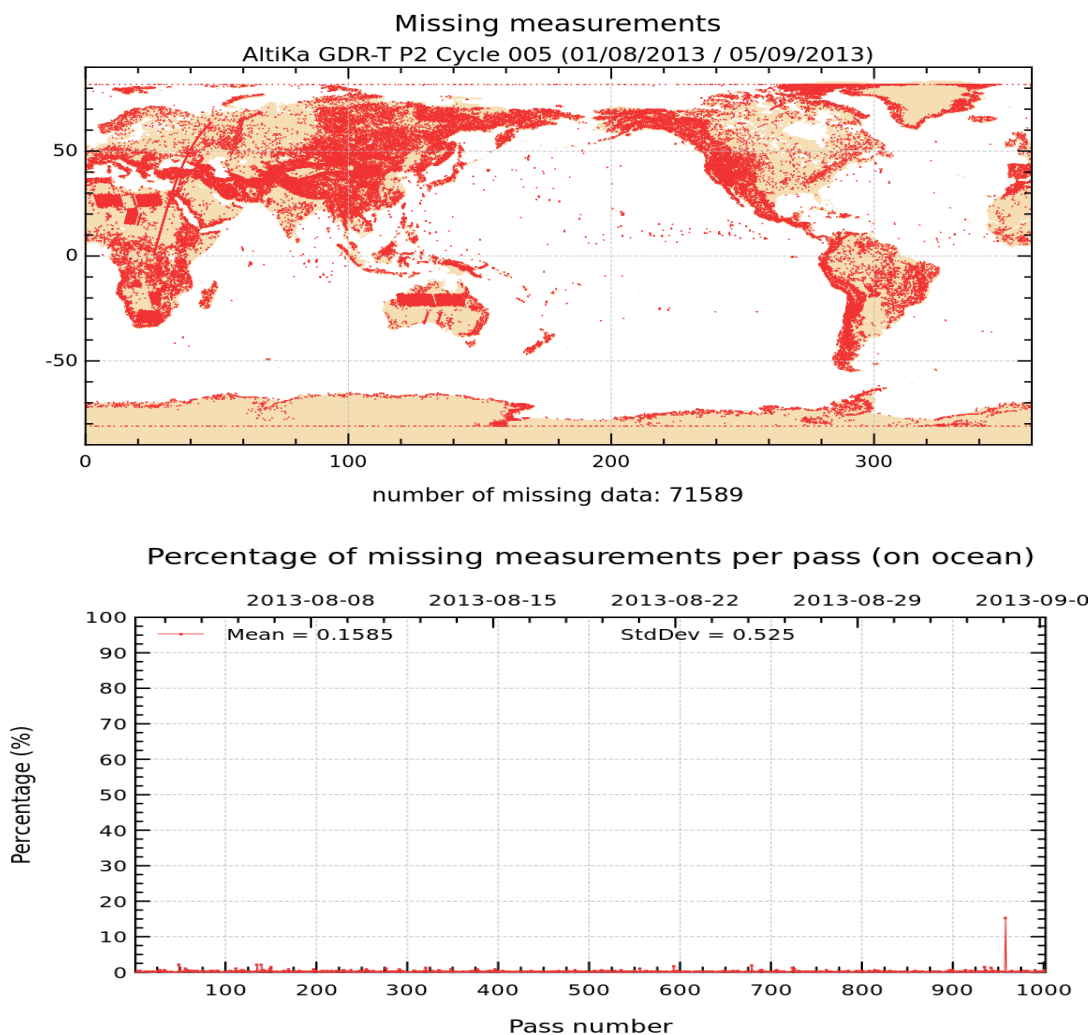 Missing measurements
AltiKa GDR-T P2 Cycle 005 (01/08/2013 / 05/09/2013)
50
0
-50
0 100 200 300
number of missing data: 71589
Percentage of missing measurements per pass (on ocean)
2013-08-08 2013-08-15 2013-08-22 2013-08-29 2013-09-0
100
Mean = 0.1585 StdDev = 0.525
90
80
70
60
50
40
30
20
10
0
Percentage (%)
100 200 300 400 500 600 700 800 900 1000
Pass number